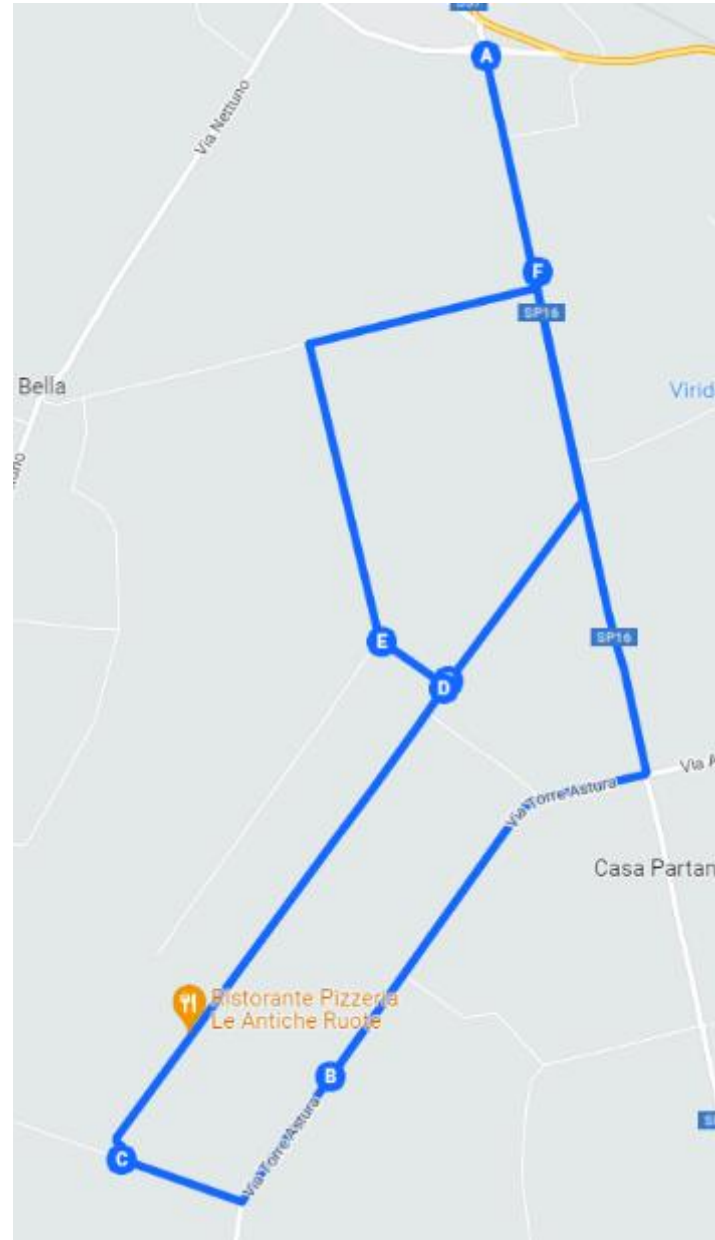 A
Via Nettuno
F
SP16
Bella
Virid
uno
SP16
E
D
Via A
Via Torre Astura
Casa Partan
Ristorante Pizzeria
Le Antiche Ruote
B
Via Torre Astura
C
S